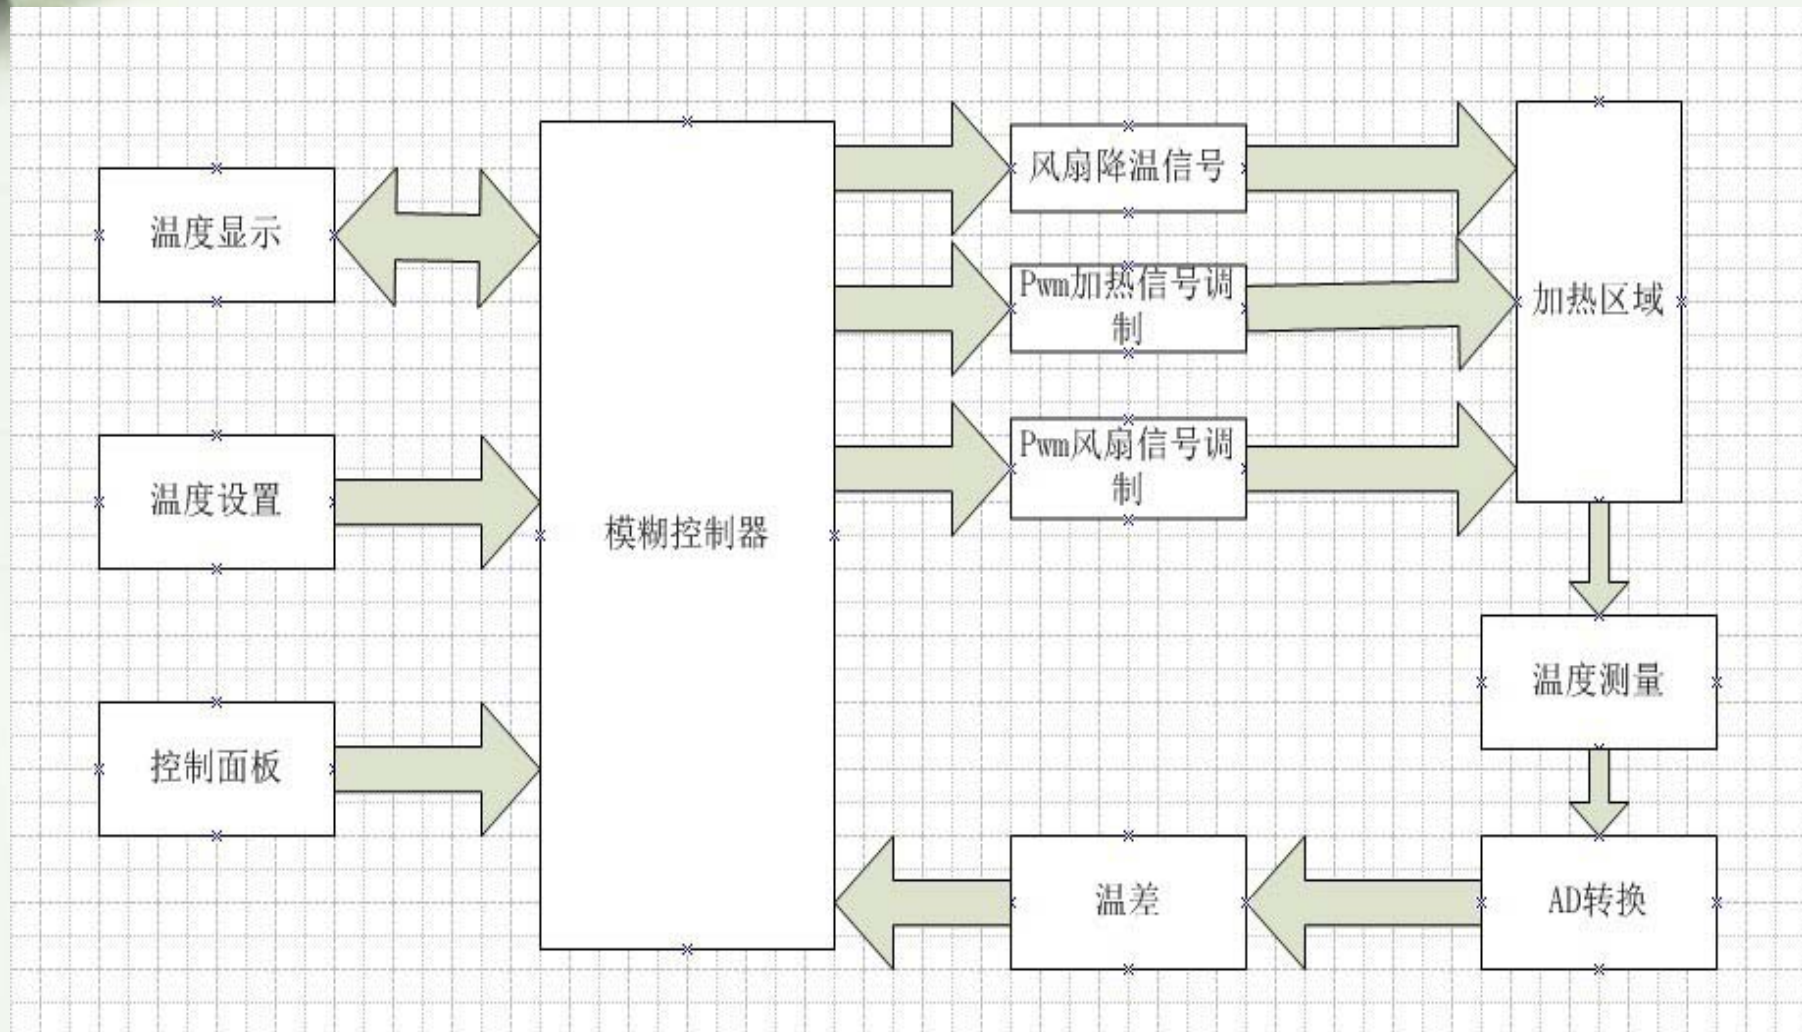 温度显示
温度设置
控制面板
模糊控制器
风扇降温信号
Pwm加热信号调
制
Pwm风扇信号调
制
加热区域
温度测量
AD转换
温差